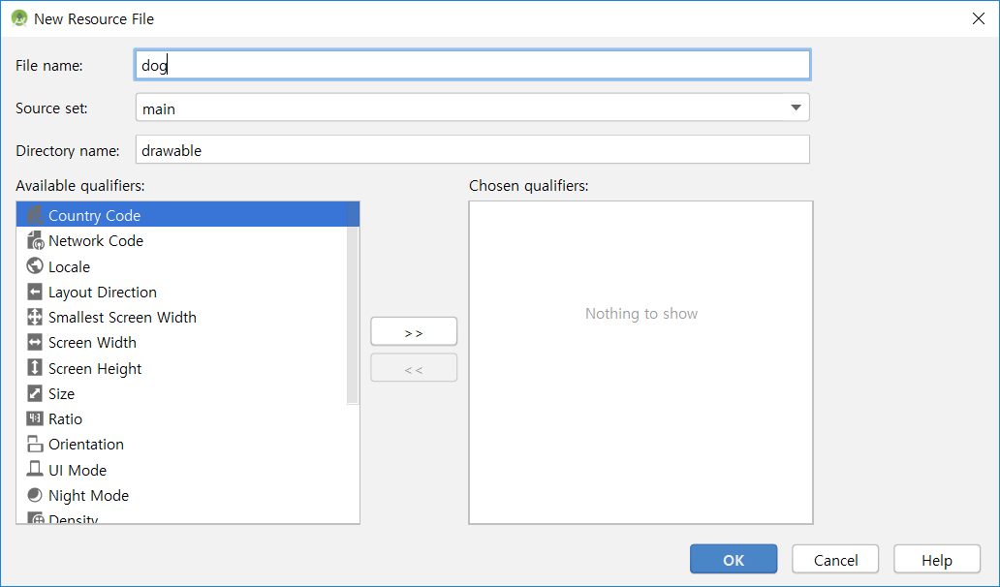 New Resource File
File name:
dog
Source set:
main
Directory name:
drawable
Available qualifiers:
Chosen qualifiers:
Country Code
Network Code
Locale
Layout Direction
Smallest Screen Width
Screen Width
Screen Height
Size
Ratio
Orientation
UI Mode
Night Mode
Density
>>
<<
Nothing to show
OK
Cancel
Help